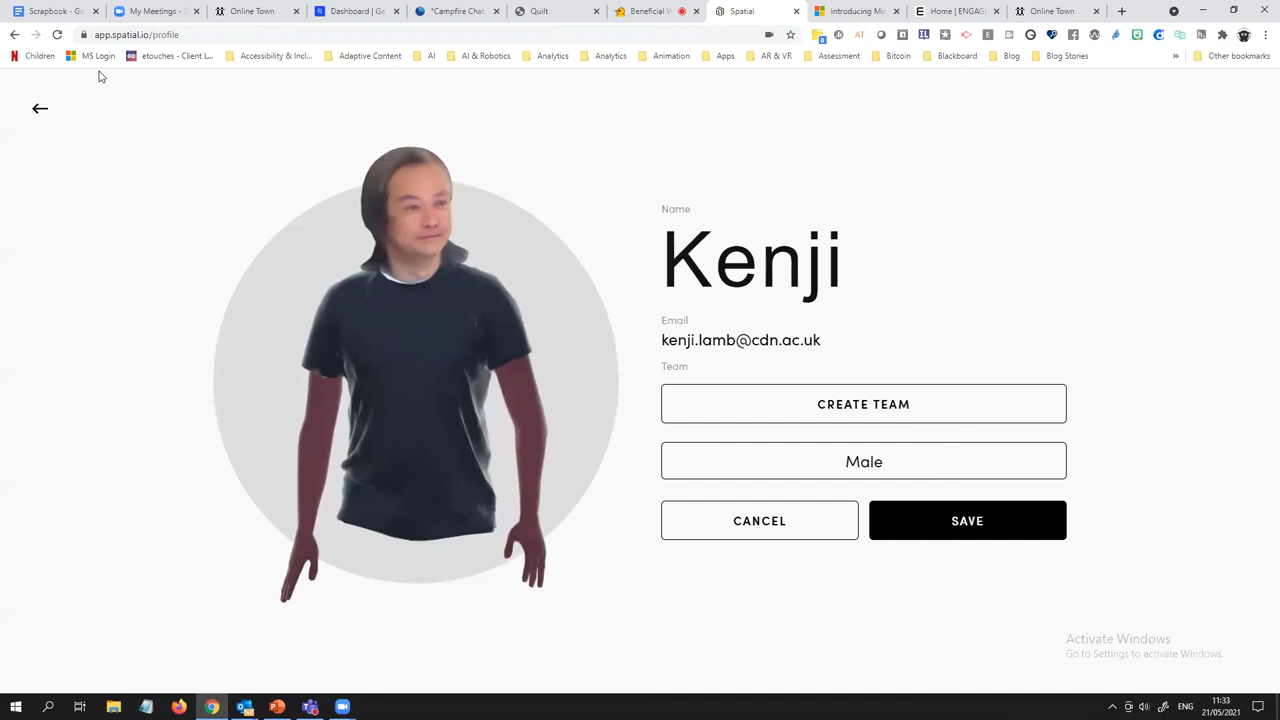 Scrapbook - Go
My Meetings - Z
Online Town
Dashboard | Ga
*Campfire Chat
Quilt
Beneficial V
Spatial
Introducing Mic
Home | ENGAG
Online Town
app.spatial.io/profile
Children
MS Login
etouches - Client L...
Accessibility & Incl...
Adaptive Content
AI
AI & Robotics
Analytics
Analytics
Animation
Apps
AR & VR
Assessment
Bitcoin
Blackboard
Blog
Blog Stories
Other bookmarks
Name
Kenji
Email
kenji.lamb@cdn.ac.uk
Team
CREATE TEAM
Male
CANCEL
SAVE
Activate Windows
Go to Settings to activate Windows.
11:33
21/05/2021